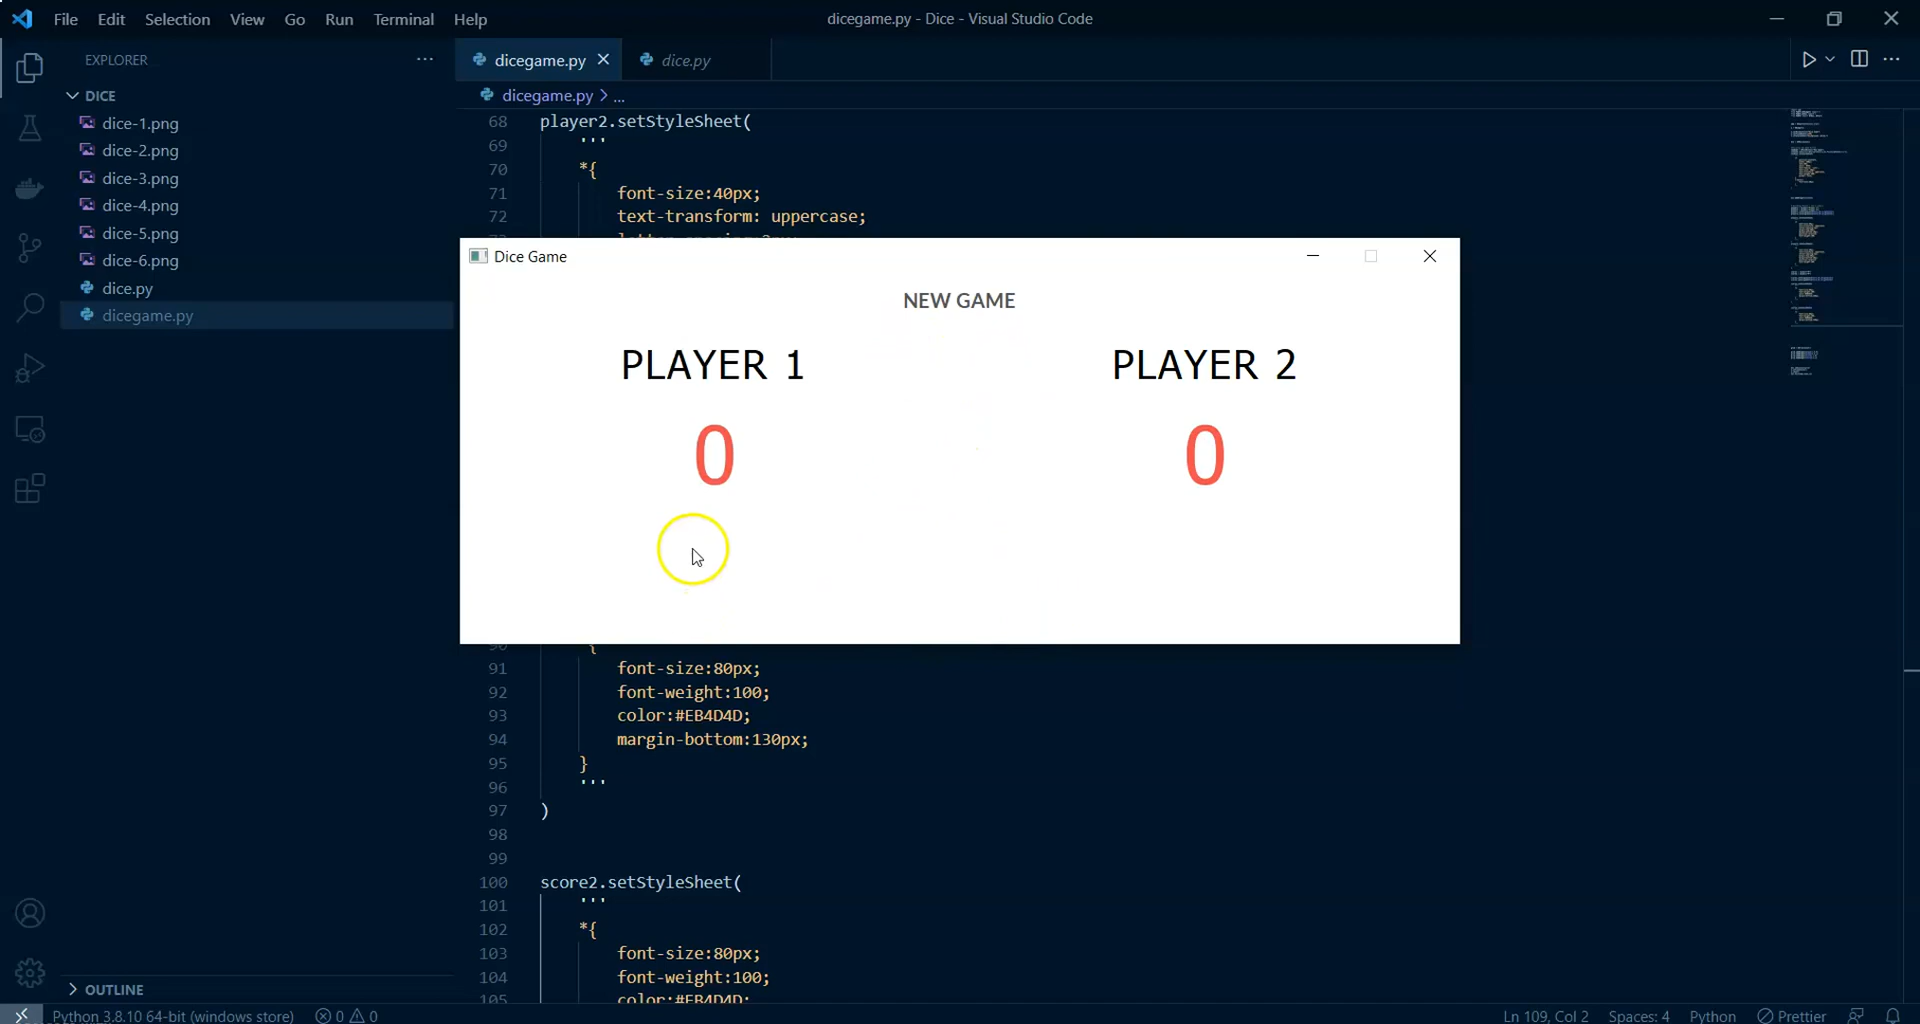 File Edit Selection View Go Run Terminal Help
dicegame.py - Dice - Visual Studio Code
EXPLORER ···
DICE
dice-1.png
dice-2.png
dice-3.png
dice-4.png
dice-5.png
dice-6.png
dice.py
dicegame.py
OUTLINE
dicegame.py dice.py
dicegame.py > ...
68 player2.setStyleSheet(
69 '''
70 *{
71 font-size:40px;
72 text-transform: uppercase;
Dice Game
NEW GAME
PLAYER 1 PLAYER 2
0 0
90 {
91 font-size:80px;
92 font-weight:100;
93 color:#EB4D4D;
94 margin-bottom:130px;
95 }
96 '''
97 )
98
99
100 score2.setStyleSheet(
101 '''
102 *{
103 font-size:80px;
104 font-weight:100;
105 color:#EB4D4D;
Python 3.8.10 64-bit (windows store) 0 0 Ln 109, Col 2 Spaces: 4 Python Prettier